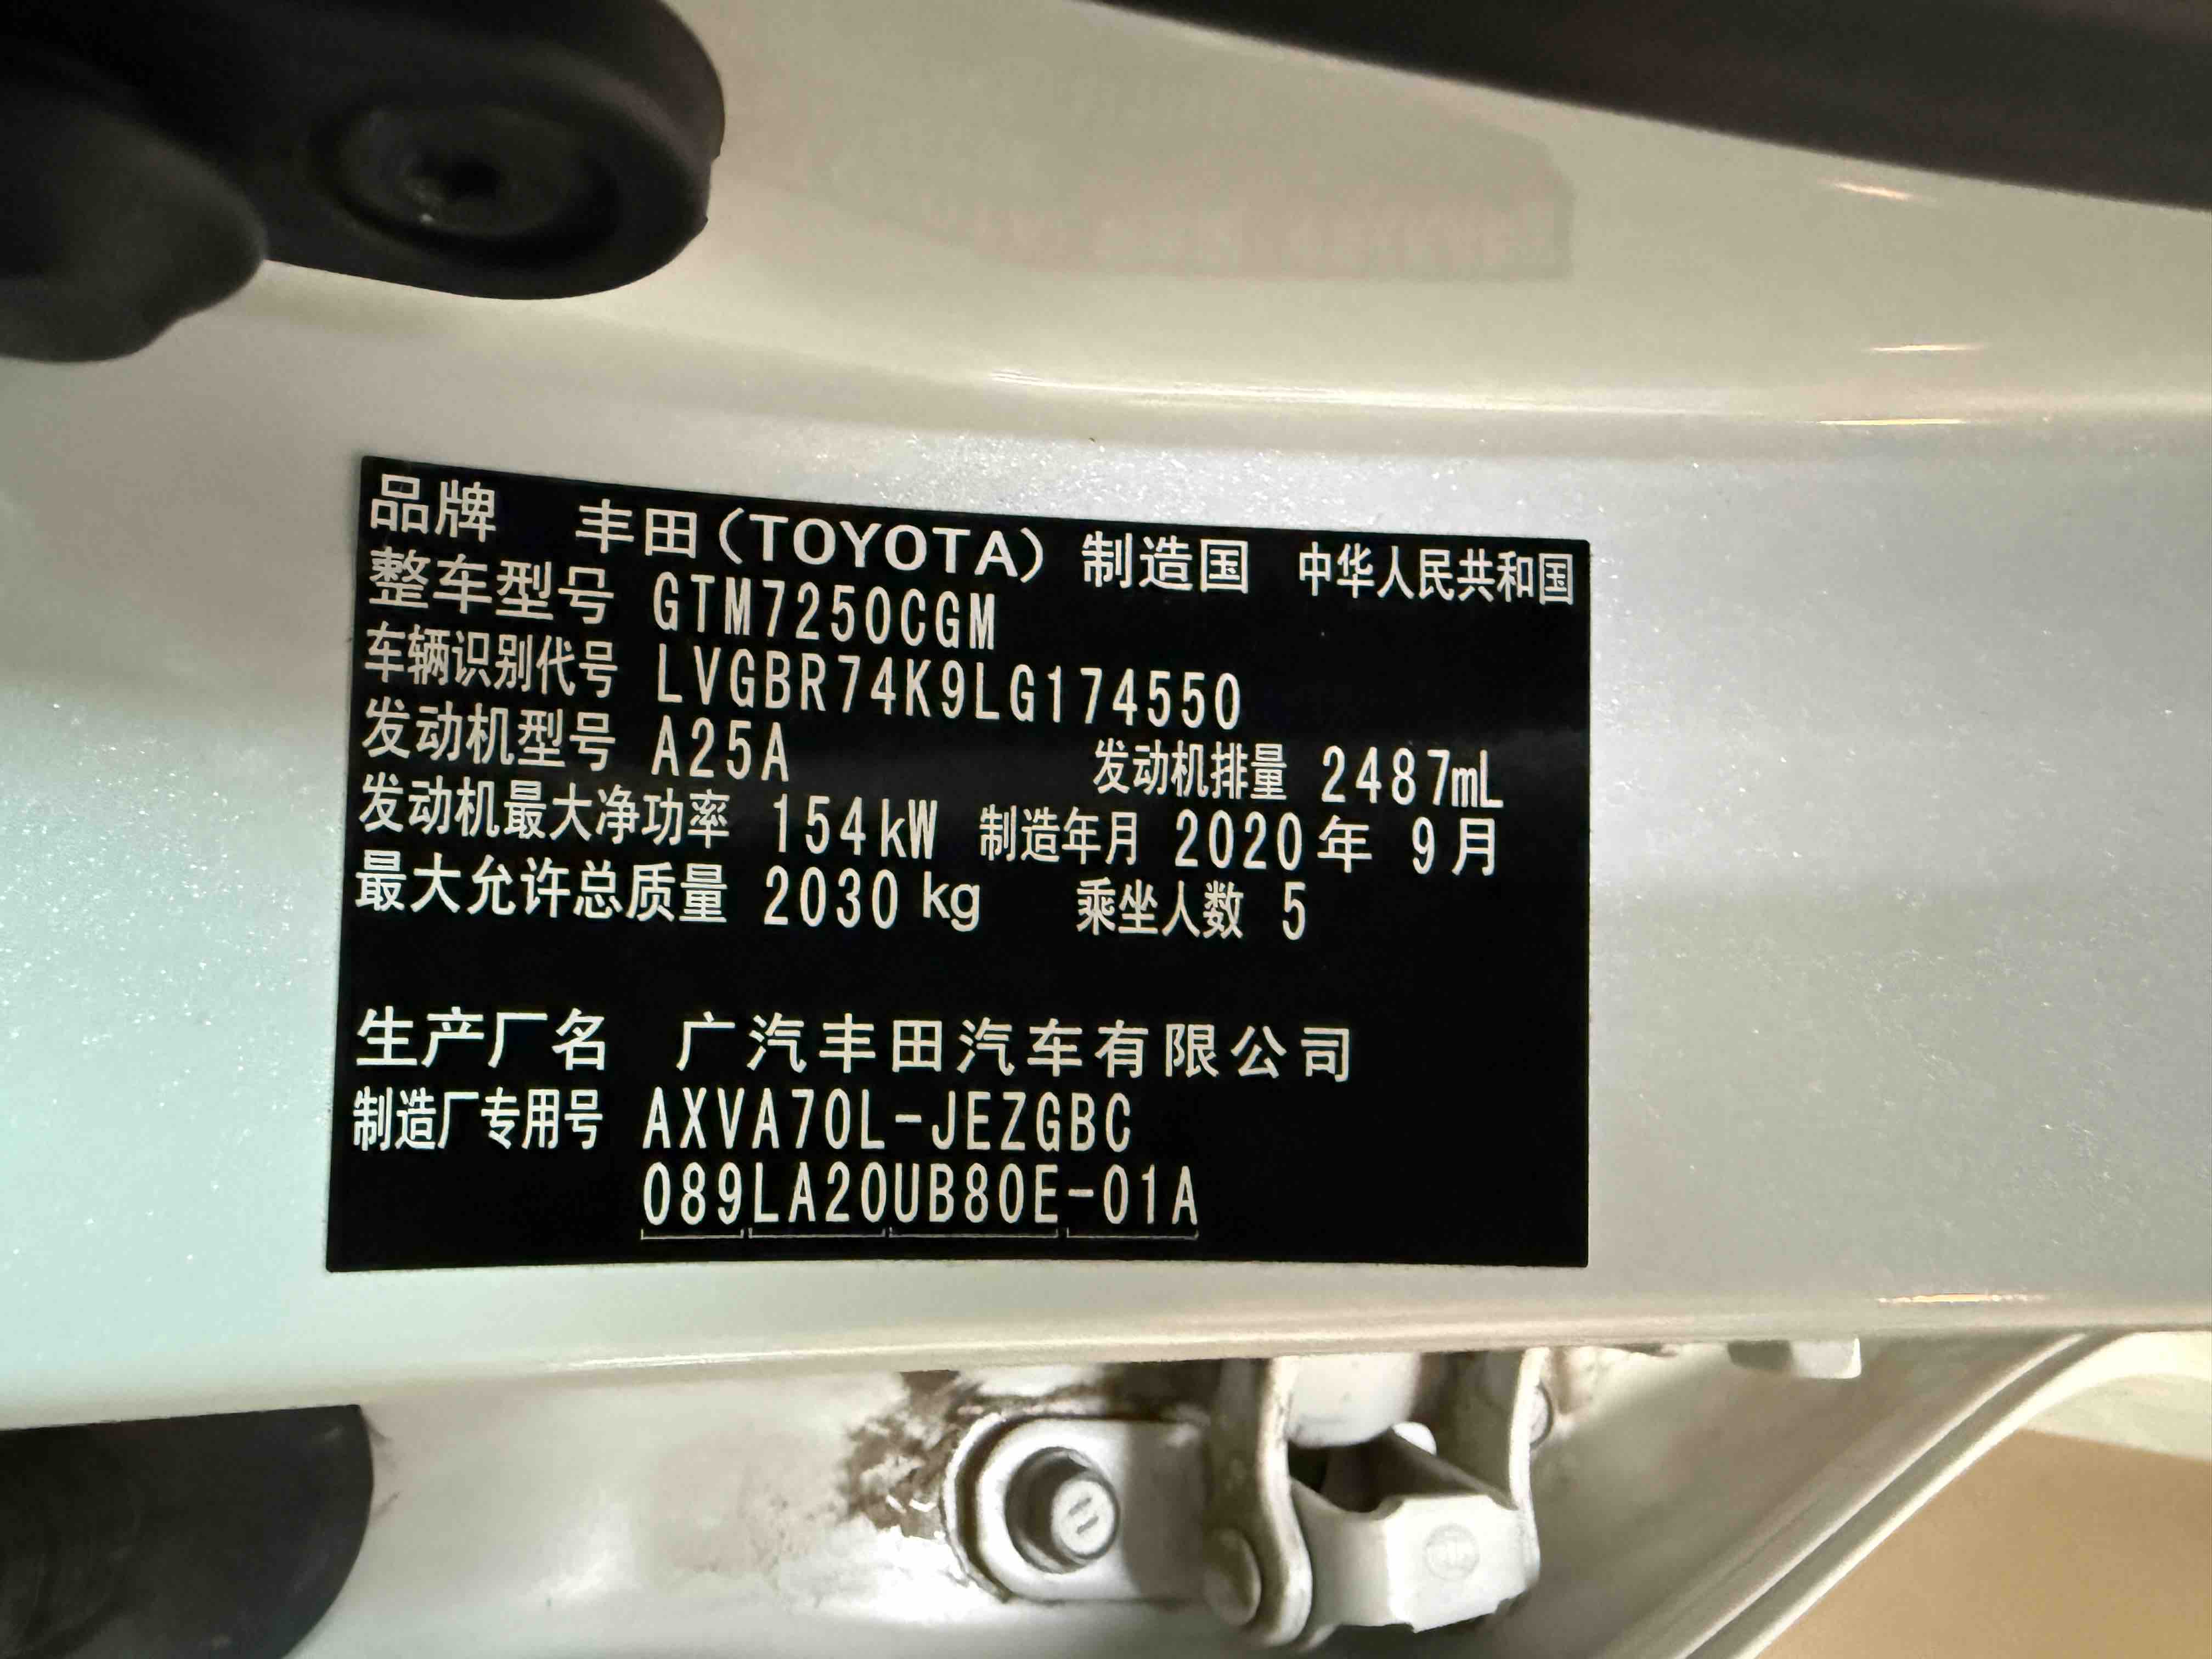 品牌 丰田(TOYOTA) 制造国 中华人民共和国
整车型号 GTM7250CGM
车辆识别代号 LVGBR74K9LG174550
发动机型号 A25A 发动机排量 2487mL
发动机最大净功率 154kW 制造年月 2020年 9月
最大允许总质量 2030 kg 乘坐人数 5
生产厂名 广汽丰田汽车有限公司
制造厂专用号 AXVA70L-JEZGBC
089LA20UB80E-01A